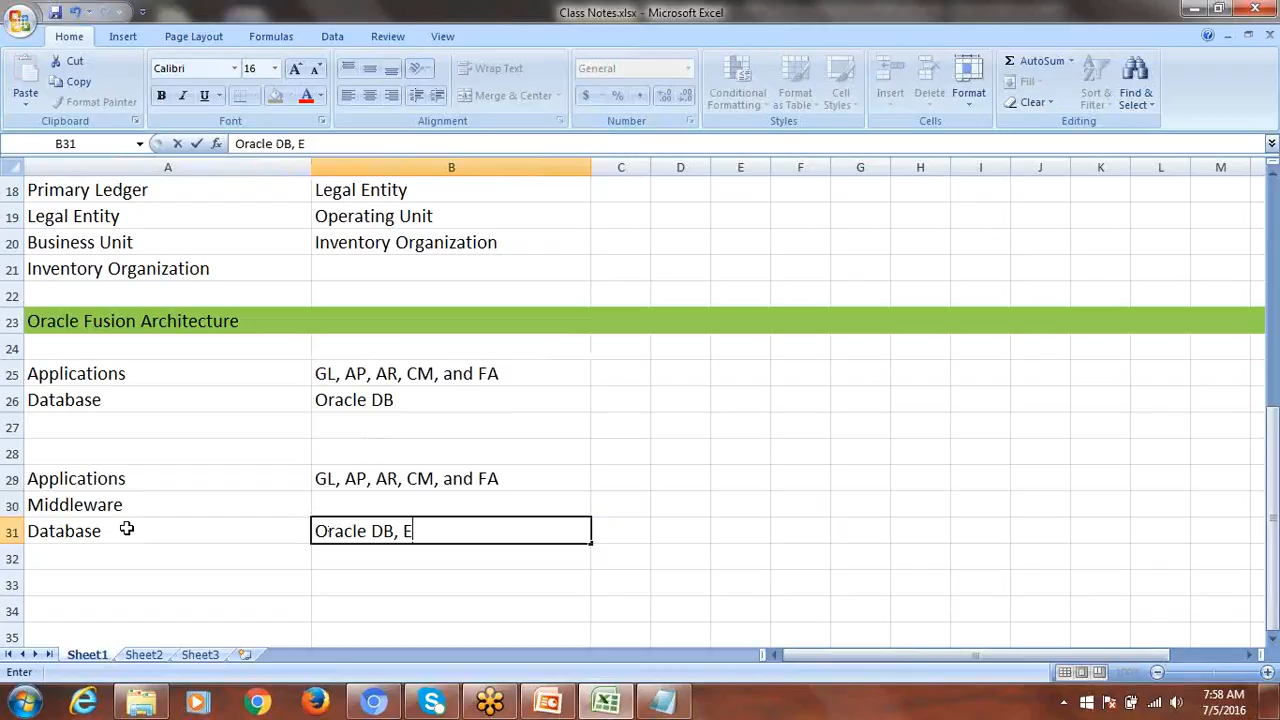 Class Notes.xlsx - Microsoft Excel
Home Insert Page Layout Formulas Data Review View
Paste
Cut
Copy
Format Painter
Clipboard
Calibri 16
B I U
A A
A
Font
Wrap Text
Merge & Center
Alignment
General
$ % ,
Number
Conditional Formatting
Format as Table
Cell Styles
Styles
Insert Delete Format
Cells
Σ AutoSum
Fill
Clear
Sort & Filter
Find & Select
Editing
B31 fx Oracle DB, E
A B C D E F G H I J K L M
18 Primary Ledger Legal Entity
19 Legal Entity Operating Unit
20 Business Unit Inventory Organization
21 Inventory Organization
22
23 Oracle Fusion Architecture
24
25 Applications GL, AP, AR, CM, and FA
26 Database Oracle DB
27
28
29 Applications GL, AP, AR, CM, and FA
30 Middleware
31 Database Oracle DB, E
32
33
34
35
Sheet1 Sheet2 Sheet3
Enter 100%
7:58 AM
7/5/2016